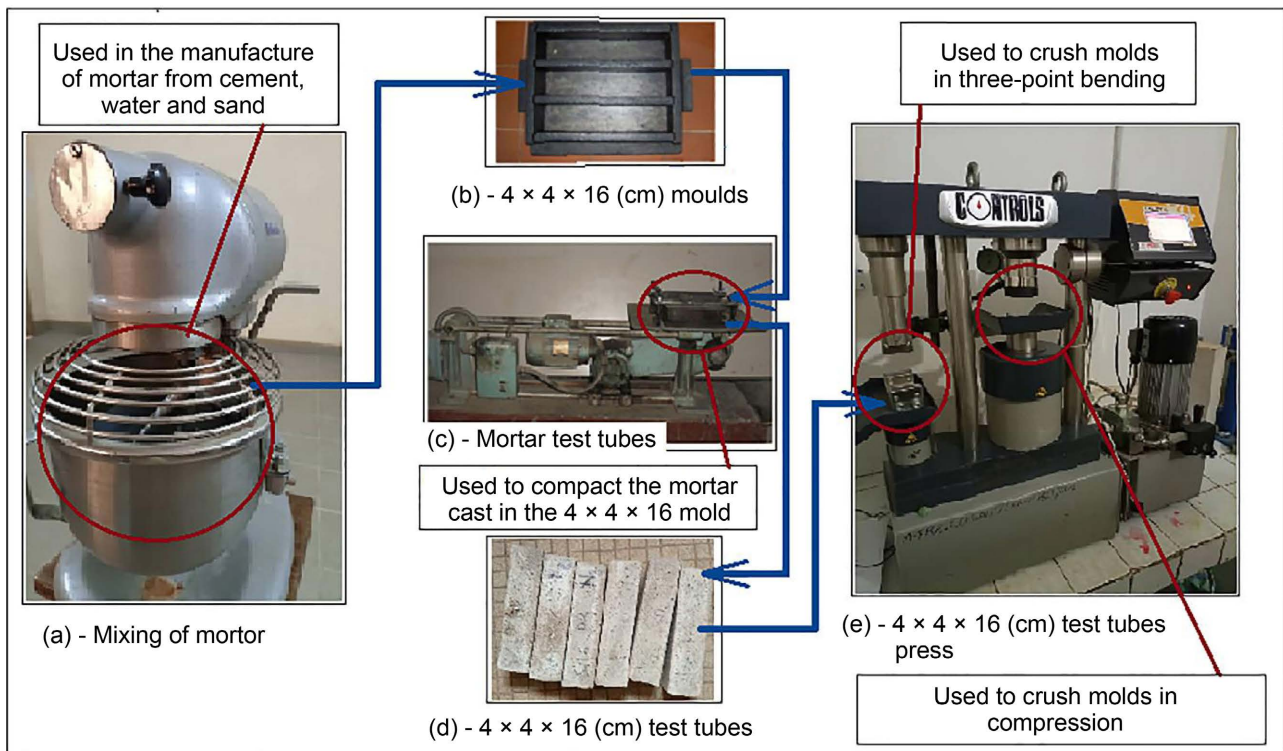 Used in the manufacture
of mortar from cement,
water and sand
(a) - Mixing of mortor
(b) - 4 × 4 × 16 (cm) moulds
(c) - Mortar test tubes
Used to compact the mortar
cast in the 4 × 4 × 16 mold
(d) - 4 × 4 × 16 (cm) test tubes
Used to crush molds
in three-point bending
CONTROLS
(e) - 4 × 4 × 16 (cm) test tubes
press
Used to crush molds in
compression